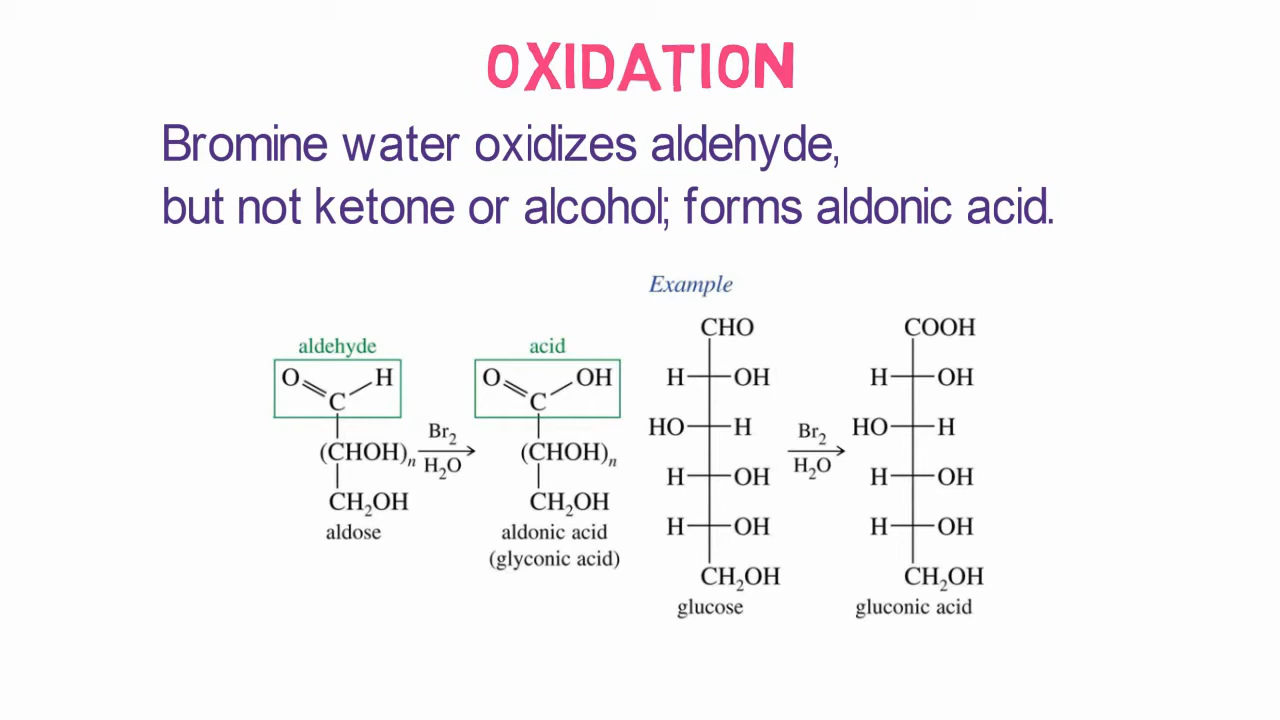 OXIDATION
Bromine water oxidizes aldehyde,
but not ketone or alcohol; forms aldonic acid.
aldehyde
O H
C
(CHOH)n
CH2OH
aldose
Br2
H2O
acid
O OH
C
(CHOH)n
CH2OH
aldonic acid
(glyconic acid)
Example
CHO
H OH
HO H
H OH
H OH
CH2OH
glucose
Br2
H2O
COOH
H OH
HO H
H OH
H OH
CH2OH
gluconic acid